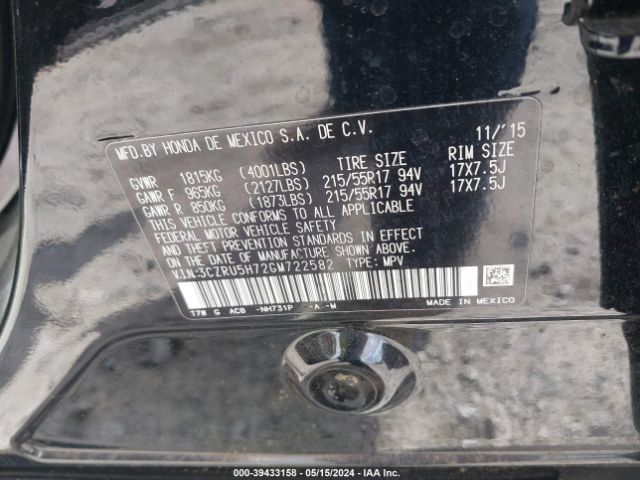 MFD.BY HONDA DE MEXICO S.A. DE C.V. 11/'15
TIRE SIZE RIM SIZE
GVWR 1815KG (4001LBS)
GAWR F 965KG (2127LBS) 215/55R17 94V 17X7.5J
GAWR R 850KG (1873LBS) 215/55R17 94V 17X7.5J
THIS VEHICLE CONFORMS TO ALL APPLICABLE
FEDERAL MOTOR VEHICLE SAFETY
AND THEFT PREVENTION STANDARDS IN EFFECT
ON THE DATE OF MANUFACTURE SHOWN ABOVE.
V.I.N:3CZRU5H72GM722582 TYPE: MPV
T7W G AC8 -NH731P -A -M MADE IN MEXICO
000-39433158 - 05/15/2024 - IAA Inc.